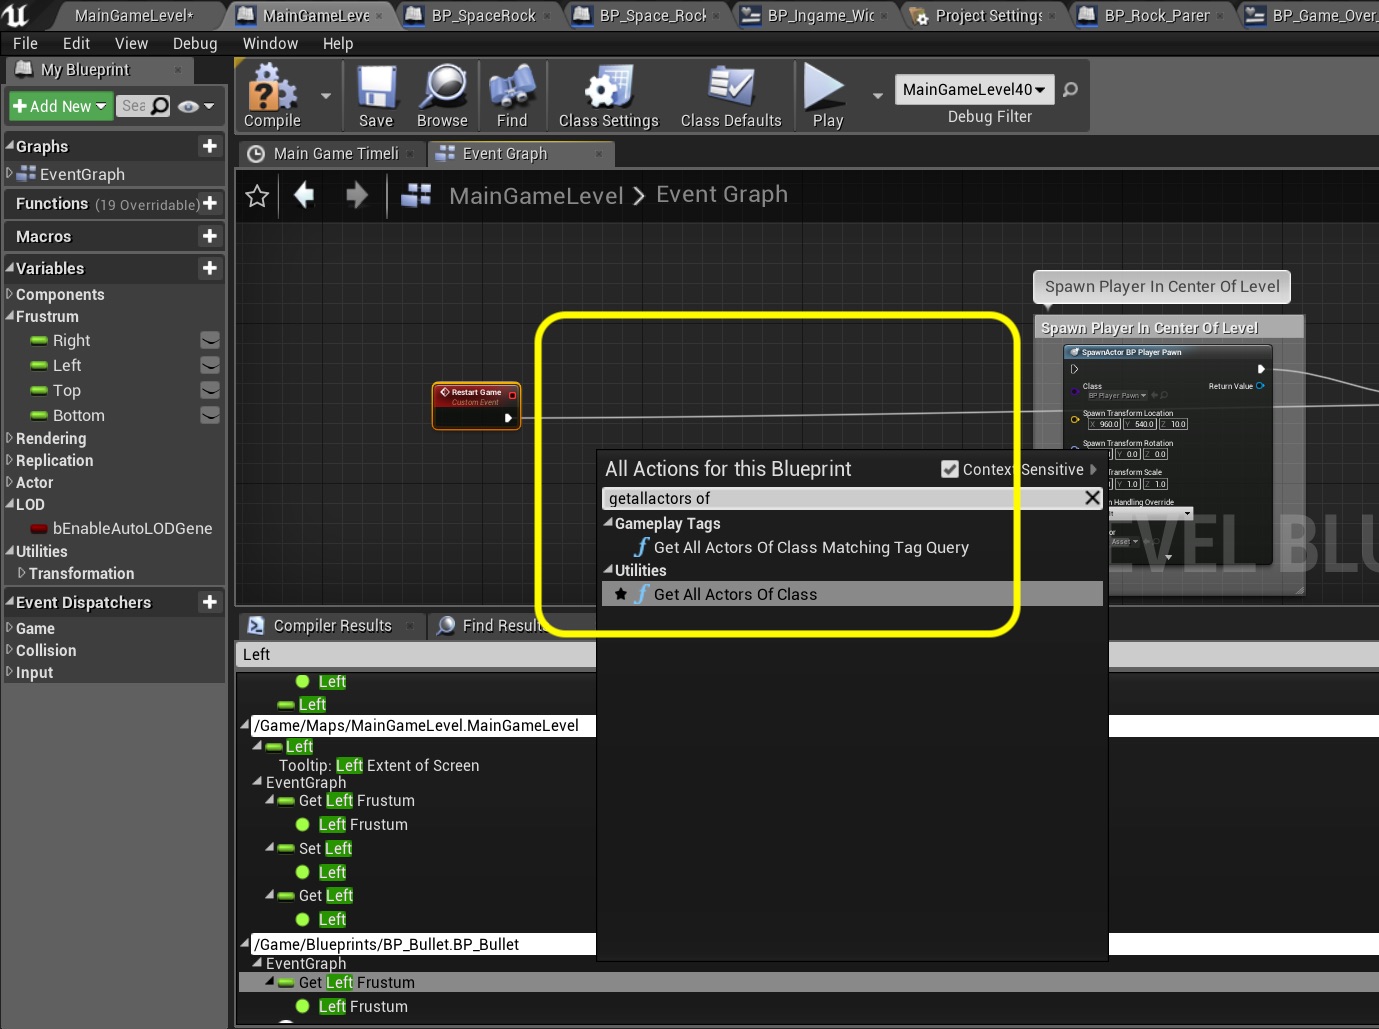 MainGameLevel*
MainGameLeve
BP_SpaceRock
BP_Space_Rock
BP_Ingame_Wic
Project Settings
BP_Rock_Parer
BP_Game_Over_
File Edit View Debug Window Help
My Blueprint
Add New
Sea
Compile
Save
Browse
Find
Class Settings
Class Defaults
Play
MainGameLevel40
Debug Filter
Graphs
EventGraph
Functions (19 Overridable)
Macros
Variables
Components
Frustrum
Right
Left
Top
Bottom
Rendering
Replication
Actor
LOD
bEnableAutoLODGene
Utilities
Transformation
Event Dispatchers
Game
Collision
Input
Main Game Timeli
Event Graph
MainGameLevel > Event Graph
Restart Game
Custom Event
Spawn Player In Center Of Level
Spawn Player In Center Of Level
SpawnActor BP Player Pawn
Class
Return Value
BP Player Pawn
Spawn Transform Location
X 960.0 Y 540.0 Z 10.0
Spawn Transform Rotation
Y 0.0 Z 0.0
Transform Scale
Y 1.0 Z 1.0
n Handling Override
Asset
EVEL BLU
All Actions for this Blueprint
Context Sensitive
getallactors of
Gameplay Tags
Get All Actors Of Class Matching Tag Query
Utilities
Get All Actors Of Class
Compiler Results
Find Results
Left
Left
Left
/Game/Maps/MainGameLevel.MainGameLevel
Left
Tooltip: Left Extent of Screen
EventGraph
Get Left Frustum
Left Frustum
Set Left
Left
Get Left
Left
/Game/Blueprints/BP_Bullet.BP_Bullet
EventGraph
Get Left Frustum
Left Frustum